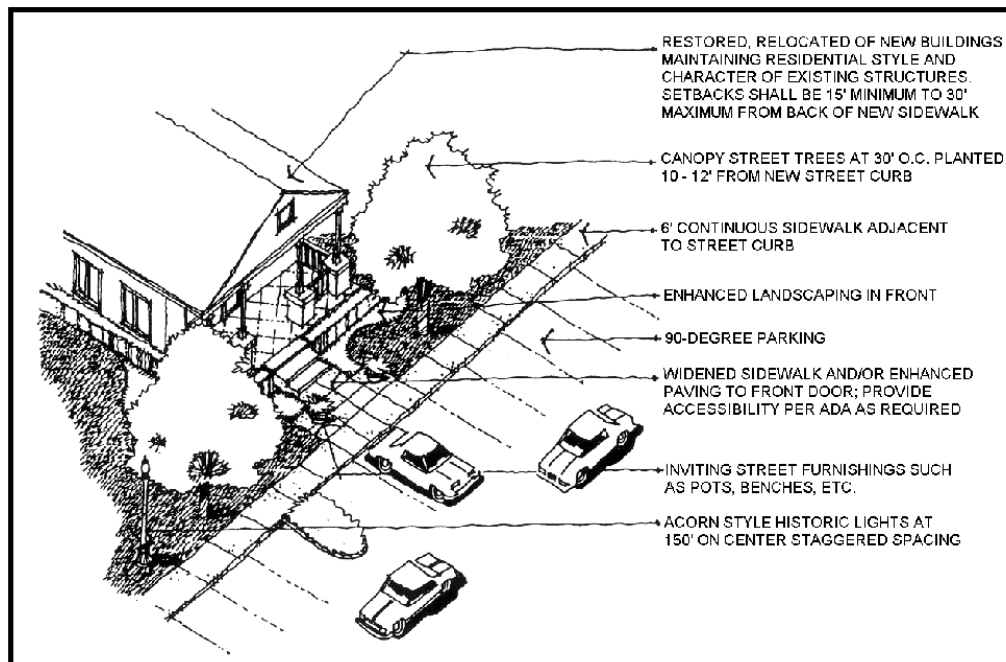 RESTORED, RELOCATED OF NEW BUILDINGS
MAINTAINING RESIDENTIAL STYLE AND
CHARACTER OF EXISTING STRUCTURES.
SETBACKS SHALL BE 15' MINIMUM TO 30'
MAXIMUM FROM BACK OF NEW SIDEWALK
CANOPY STREET TREES AT 30' O.C. PLANTED
10 - 12' FROM NEW STREET CURB
6' CONTINUOUS SIDEWALK ADJACENT
TO STREET CURB
ENHANCED LANDSCAPING IN FRONT
90-DEGREE PARKING
WIDENED SIDEWALK AND/OR ENHANCED
PAVING TO FRONT DOOR; PROVIDE
ACCESSIBILITY PER ADA AS REQUIRED
INVITING STREET FURNISHINGS SUCH
AS POTS, BENCHES, ETC.
ACORN STYLE HISTORIC LIGHTS AT
150' ON CENTER STAGGERED SPACING